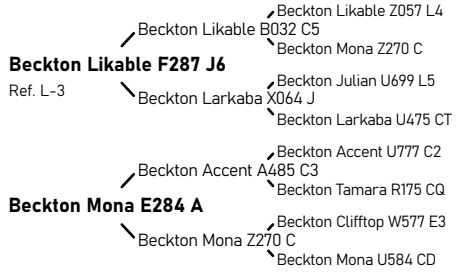 Beckton Likable Z057 L4
Beckton Likable B032 C5
Beckton Mona Z270 C
Beckton Likable F287 J6
Ref. L-3
Beckton Julian U699 L5
Beckton Larkaba X064 J
Beckton Larkaba U475 CT
Beckton Accent U777 C2
Beckton Accent A485 C3
Beckton Tamara R175 CQ
Beckton Mona E284 A
Beckton Clifftop W577 E3
Beckton Mona Z270 C
Beckton Mona U584 CD